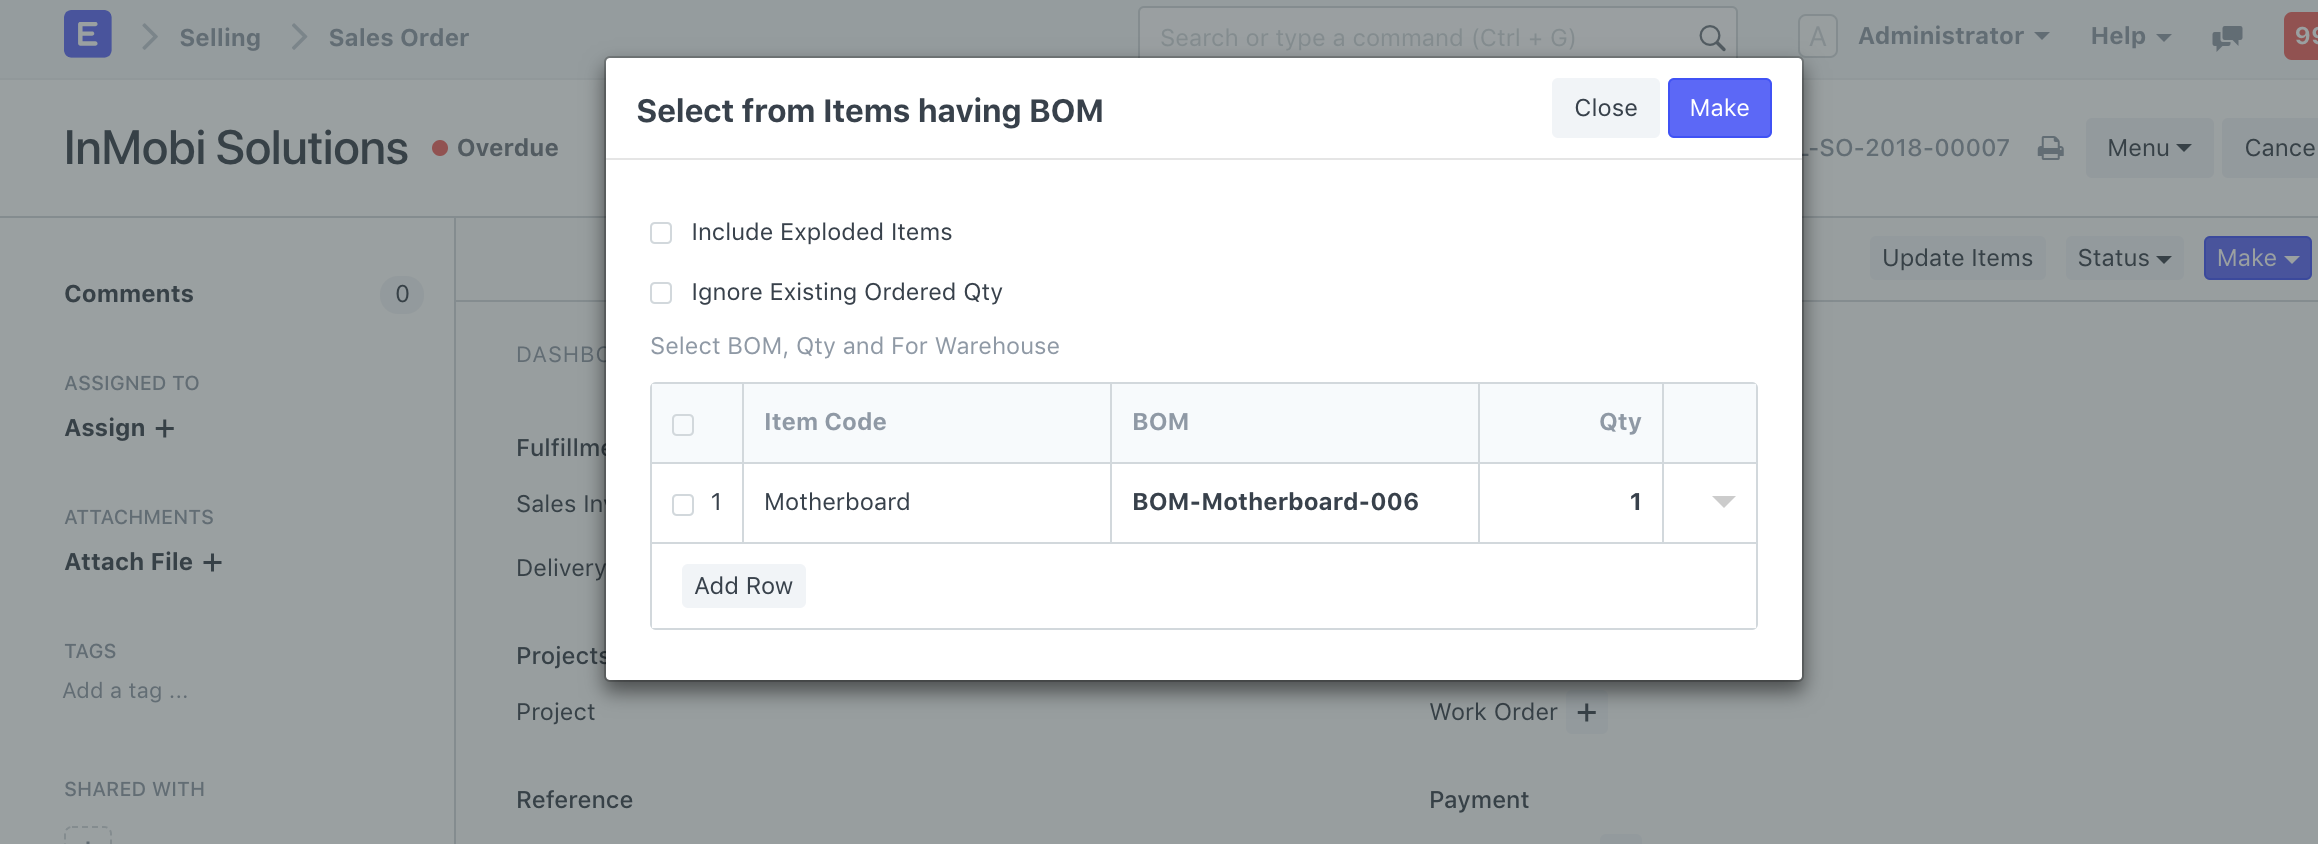 E Selling Sales Order Search or type a command (Ctrl + G) A Administrator Help 99
Select from Items having BOM Close Make
InMobi Solutions Overdue L-SO-2018-00007 Menu Cance
Include Exploded Items
Update Items Status Make
Comments 0 Ignore Existing Ordered Qty
Select BOM, Qty and For Warehouse
DASHBO
ASSIGNED TO
Item Code BOM Qty
Assign +
Fulfillme
1 Motherboard BOM-Motherboard-006 1
Sales Inv
ATTACHMENTS
Attach File +
Delivery
Add Row
TAGS
Projects
Add a tag ...
Project Work Order +
SHARED WITH
Reference Payment